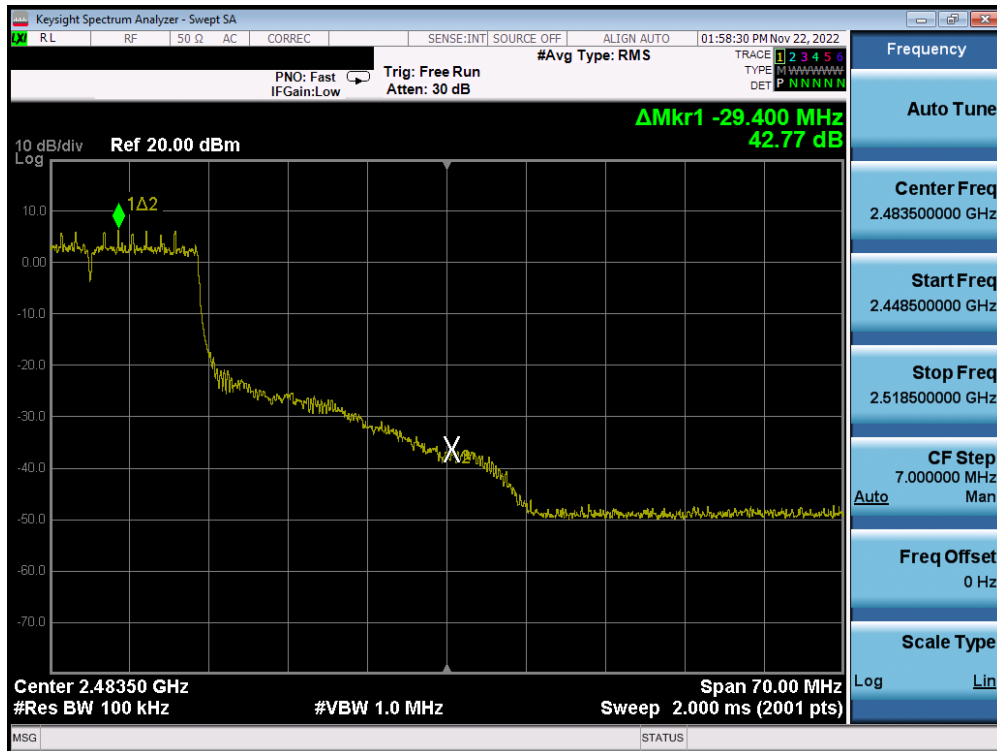 Keysight Spectrum Analyzer - Swept SA
LXI RL RF 50 Ω AC CORREC SENSE:INT SOURCE OFF ALIGN AUTO 01:58:30 PM Nov 22, 2022
#Avg Type: RMS
TRACE 1 2 3 4 5 6
PNO: Fast Trig: Free Run
TYPE M WWWWW
IFGain:Low Atten: 30 dB
DET P N N N N N
ΔMkr1 -29.400 MHz
42.77 dB
10 dB/div Ref 20.00 dBm
Log
1Δ2
10.0
0.00
-10.0
-20.0
-30.0
X2
-40.0
-50.0
-60.0
-70.0
Center 2.48350 GHz Span 70.00 MHz
#Res BW 100 kHz #VBW 1.0 MHz Sweep 2.000 ms (2001 pts)
MSG STATUS
Frequency
Auto Tune
Center Freq
2.483500000 GHz
Start Freq
2.448500000 GHz
Stop Freq
2.518500000 GHz
CF Step
7.000000 MHz
Auto Man
Freq Offset
0 Hz
Scale Type
Log Lin